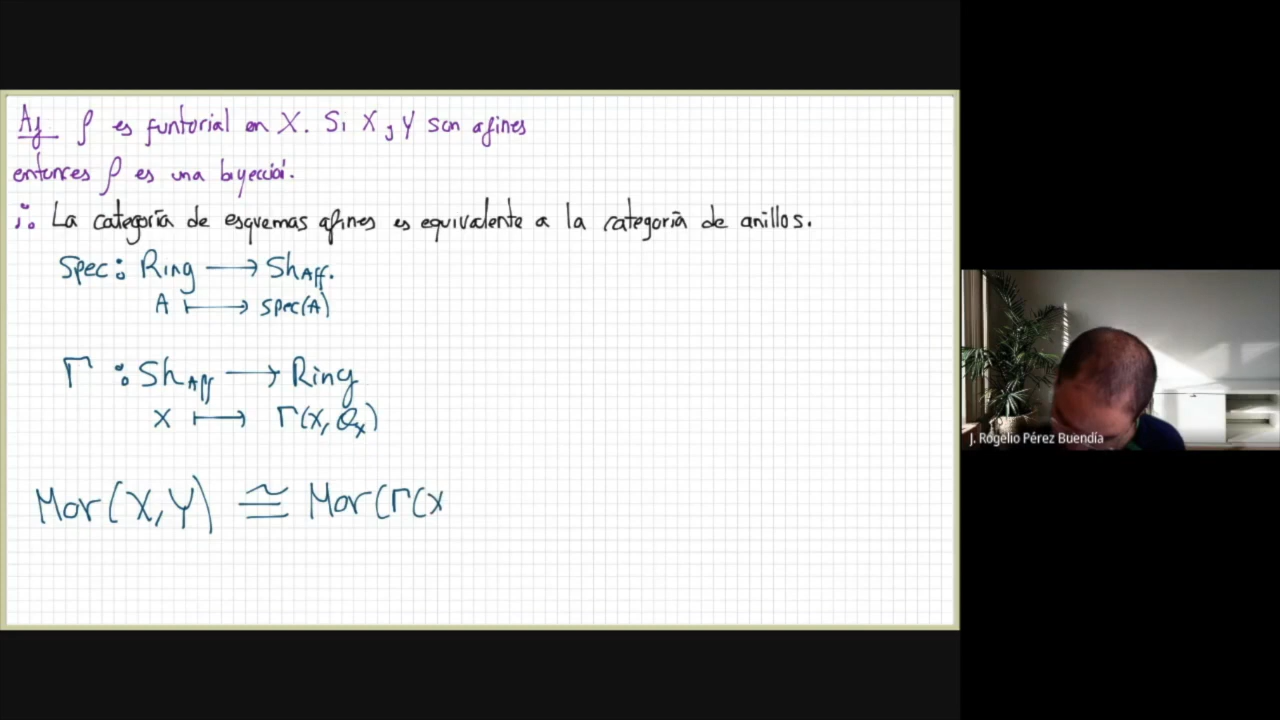 Af ρ es funtorial en X. Si X, Y son afines
entonces ρ es una biyección.
∴ La categoría de esquemas afines es equivalente a la categoría de anillos.
Spec: Ring ⟶ Sh_Aff.
A ⟼ Spec(A)
Γ : Sh_Aff ⟶ Ring
X ⟼ Γ(X, O_X)
Mor(X,Y) ≅ Mor(Γ(X
J. Rogelio Pérez Buendía